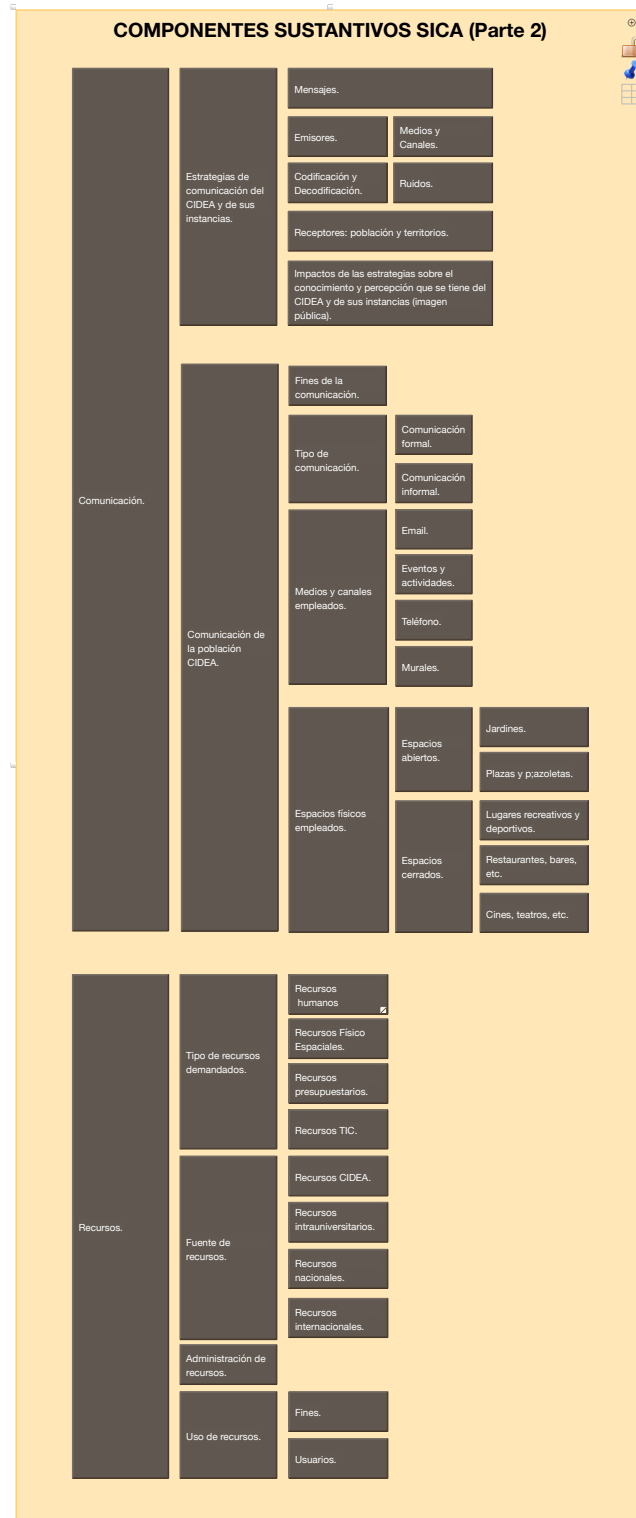 COMPONENTES SUSTANTIVOS SICA (Parte 2)
Comunicación.
Estrategias de
comunicación del
CIDEA y de sus
instancias.
Mensajes.
Emisores.
Medios y
Canales.
Codificación y
Decodificación.
Ruidos.
Receptores: población y territorios.
Impactos de las estrategias sobre el
conocimiento y percepción que se tiene del
CIDEA y de sus instancias (imagen
pública).
Comunicación de
la población
CIDEA.
Fines de la
comunicación.
Tipo de
comunicación.
Comunicación
formal.
Comunicación
informal.
Medios y canales
empleados.
Email.
Eventos y
actividades.
Teléfono.
Murales.
Espacios físicos
empleados.
Espacios
abiertos.
Jardines.
Plazas y p;azoletas.
Espacios
cerrados.
Lugares recreativos y
deportivos.
Restaurantes, bares,
etc.
Cines, teatros, etc.
Recursos.
Tipo de recursos
demandados.
Recursos
humanos
Recursos Físico
Espaciales.
Recursos
presupuestarios.
Recursos TIC.
Fuente de
recursos.
Recursos CIDEA.
Recursos
intrauniversitarios.
Recursos
nacionales.
Recursos
internacionales.
Administración de
recursos.
Uso de recursos.
Fines.
Usuarios.